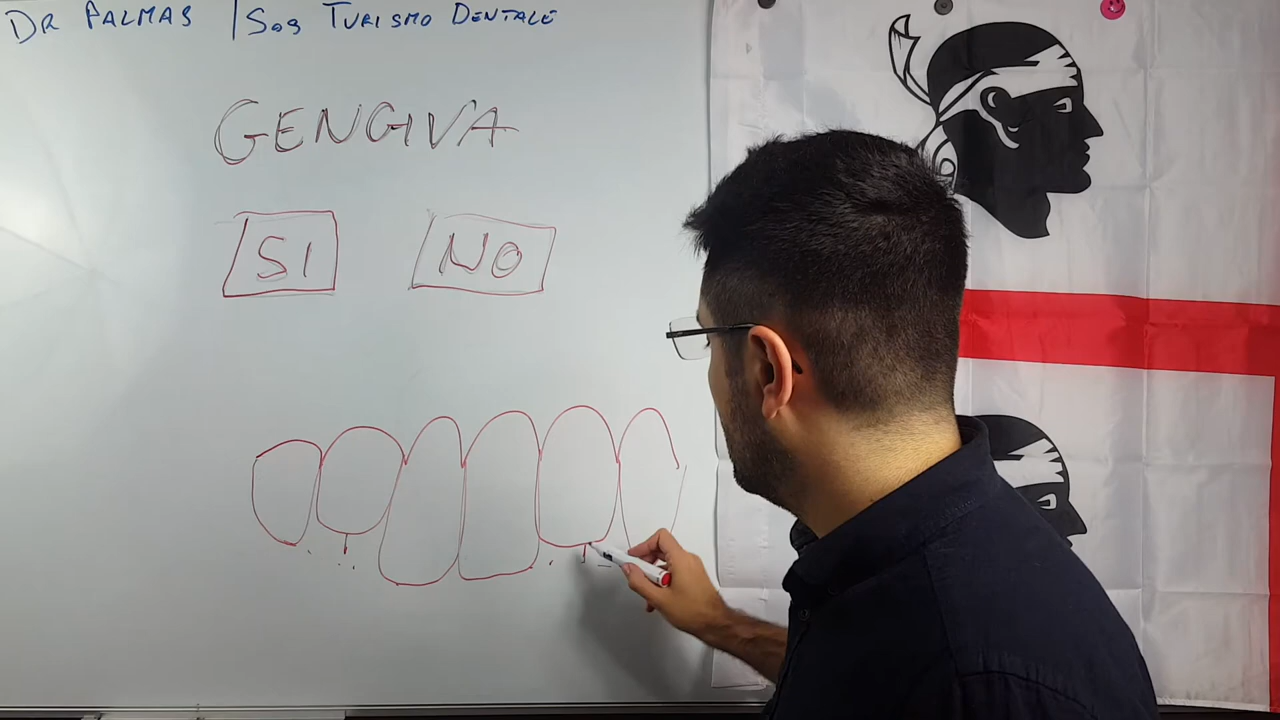 DR PALMAS | SOS TURISMO DENTALE
GENGIVA
SI NO